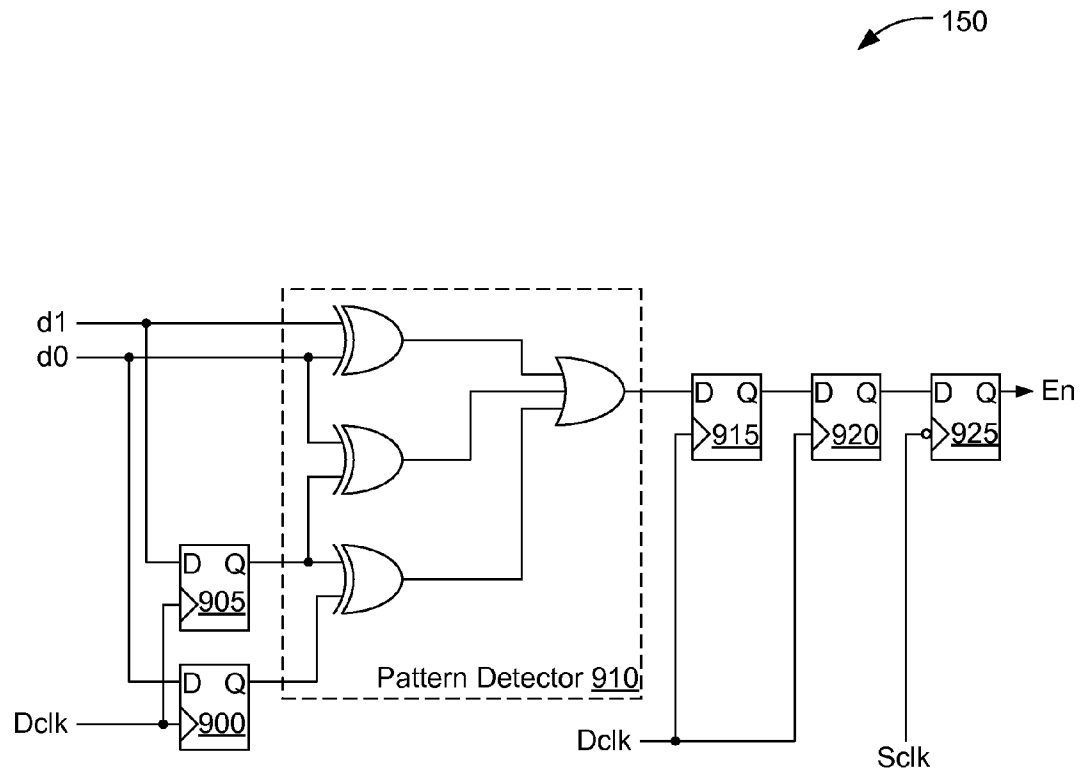 150
d1
d0
D Q
915
D Q
920
D Q
925
En
D Q
905
D Q
900
Pattern Detector 910
Dclk
Dclk
Sclk